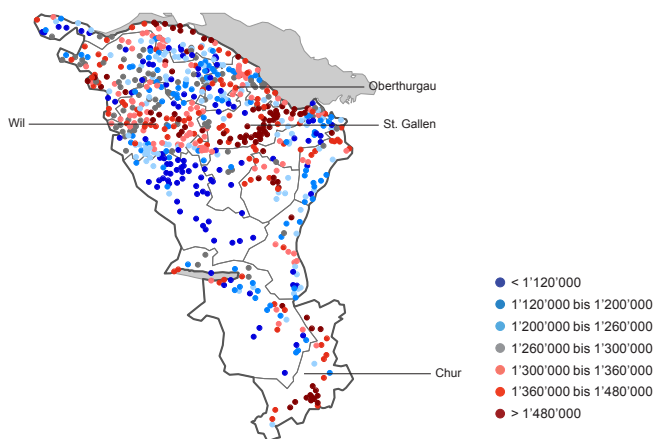 Oberthurgau
Wil
St. Gallen
< 1'120'000
1'120'000 bis 1'200'000
1'200'000 bis 1'260'000
1'260'000 bis 1'300'000
1'300'000 bis 1'360'000
1'360'000 bis 1'480'000
> 1'480'000
Chur